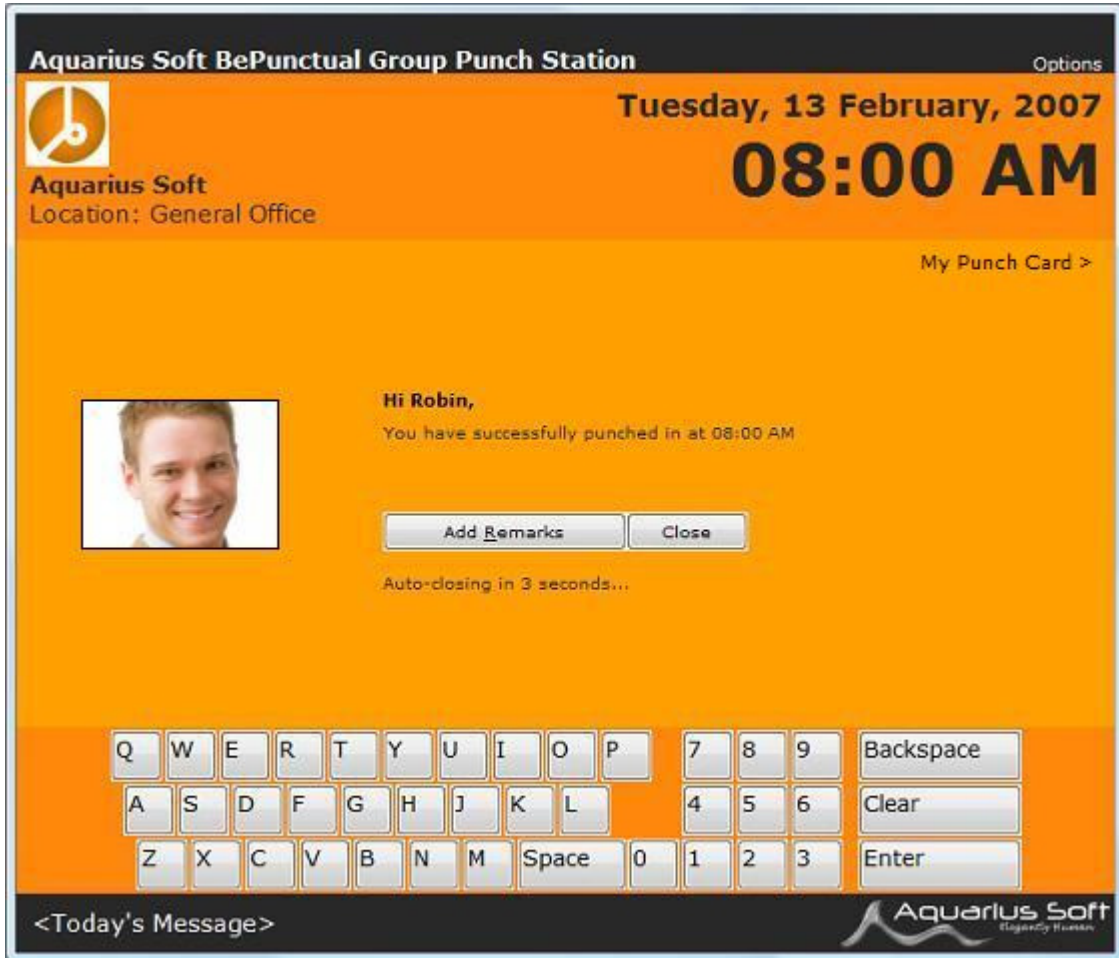 Aquarius Soft BePunctual Group Punch Station
Options
Tuesday, 13 February, 2007
08:00 AM
Aquarius Soft
Location: General Office
My Punch Card >
Hi Robin,
You have successfully punched in at 08:00 AM
Add Remarks Close
Auto-closing in 3 seconds...
Q W E R T Y U I O P 7 8 9 Backspace
A S D F G H J K L 4 5 6 Clear
Z X C V B N M Space 0 1 2 3 Enter
<Today's Message>
Aquarius Soft
Elegantly Human